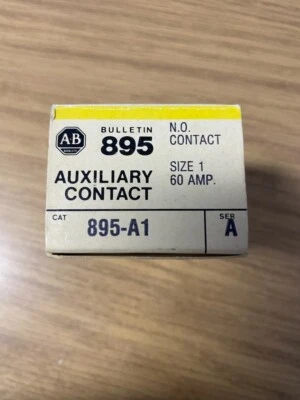 AB
BULLETIN
895
N.O.
CONTACT
SIZE 1
60 AMP.
AUXILIARY
CONTACT
CAT
895-A1
SER
A